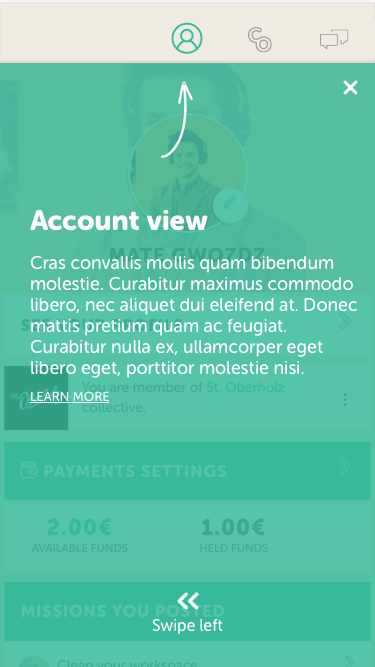 Account view
MATE GWOZDZ
Cras convallis mollis quam bibendum
molestie. Curabitur maximus commodo
libero, nec aliquet dui eleifend at. Donec
mattis pretium quam ac feugiat.
Curabitur nulla ex, ullamcorper eget
libero eget, porttitor molestie nisi.
LEARN MORE
You are member of St. Oberholz
collective.
PAYMENTS SETTINGS
2.00€
1.00€
AVAILABLE FUNDS
HELD FUNDS
MISSIONS YOU POSTED
Swipe left
Clean your workspace